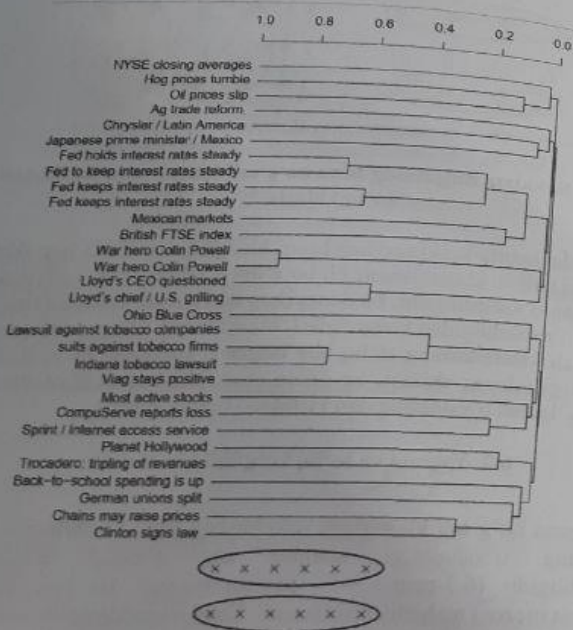 1.0 0.8 0.6 0.4 0.2 0.0
NYSE closing averages
Hog prices tumble
Oil prices slip
Ag trade reform.
Chrysler / Latin America
Japanese prime minister / Mexico
Fed holds interest rates steady
Fed to keep interest rates steady
Fed keeps interest rates steady
Fed keeps interest rates steady
Mexican markets
British FTSE index
War hero Colin Powell
War hero Colin Powell
Lloyd's CEO questioned
Lloyd's chief / U.S. grilling
Ohio Blue Cross
Lawsuit against tobacco companies
suits against tobacco firms
Indiana tobacco lawsuit
Viag stays positive
Most active stocks
CompuServe reports loss
Sprint / Internet access service
Planet Hollywood
Trocadero: tripling of revenues
Back-to-school spending is up
German unions split
Chains may raise prices
Clinton signs law
× × × × × ×
× × × × × ×